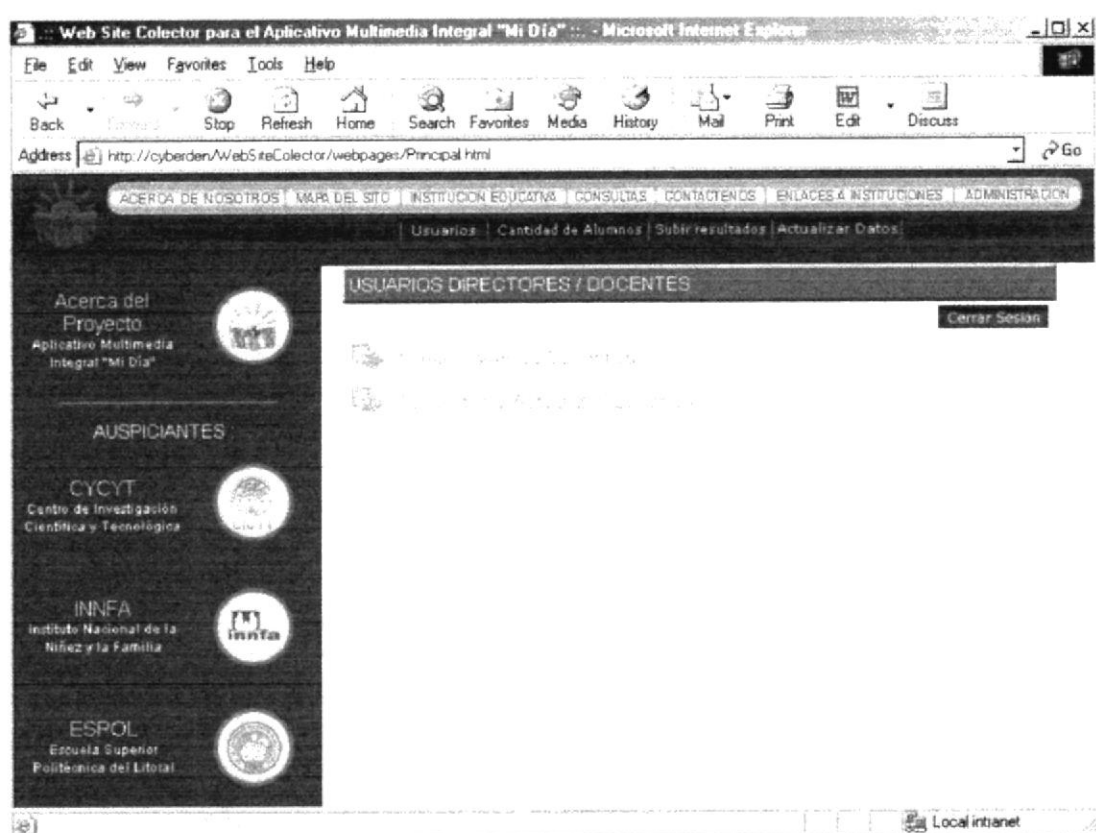 .:: Web Site Colector para el Aplicativo Multimedia Integral "Mi Día" ::. - Microsoft Internet Explorer
File Edit View Favorites Tools Help
Back Forward Stop Refresh Home Search Favorites Media History Mail Print Edit Discuss
Address http://cyberden/WebSiteColector/webpages/Principal.html Go
ACERCA DE NOSOTROS MAPA DEL SITO INSTITUCION EDUCATIVA CONSULTAS CONTACTENOS ENLACES A INSTITUCIONES ADMINISTRACION
Usuarios | Cantidad de Alumnos | Subir resultados | Actualizar Datos
USUARIOS DIRECTORES / DOCENTES
Cerrar Sesion
Acerca del
Proyecto
Aplicativo Multimedia
Integral "Mi Día"
AUSPICIANTES
CYCYT
Centro de Investigación
Científica y Tecnológica
CICYT
INNFA
Instituto Nacional de la
Niñez y la Familia
innfa
ESPOL
Escuela Superior
Politécnica del Litoral
Local intranet